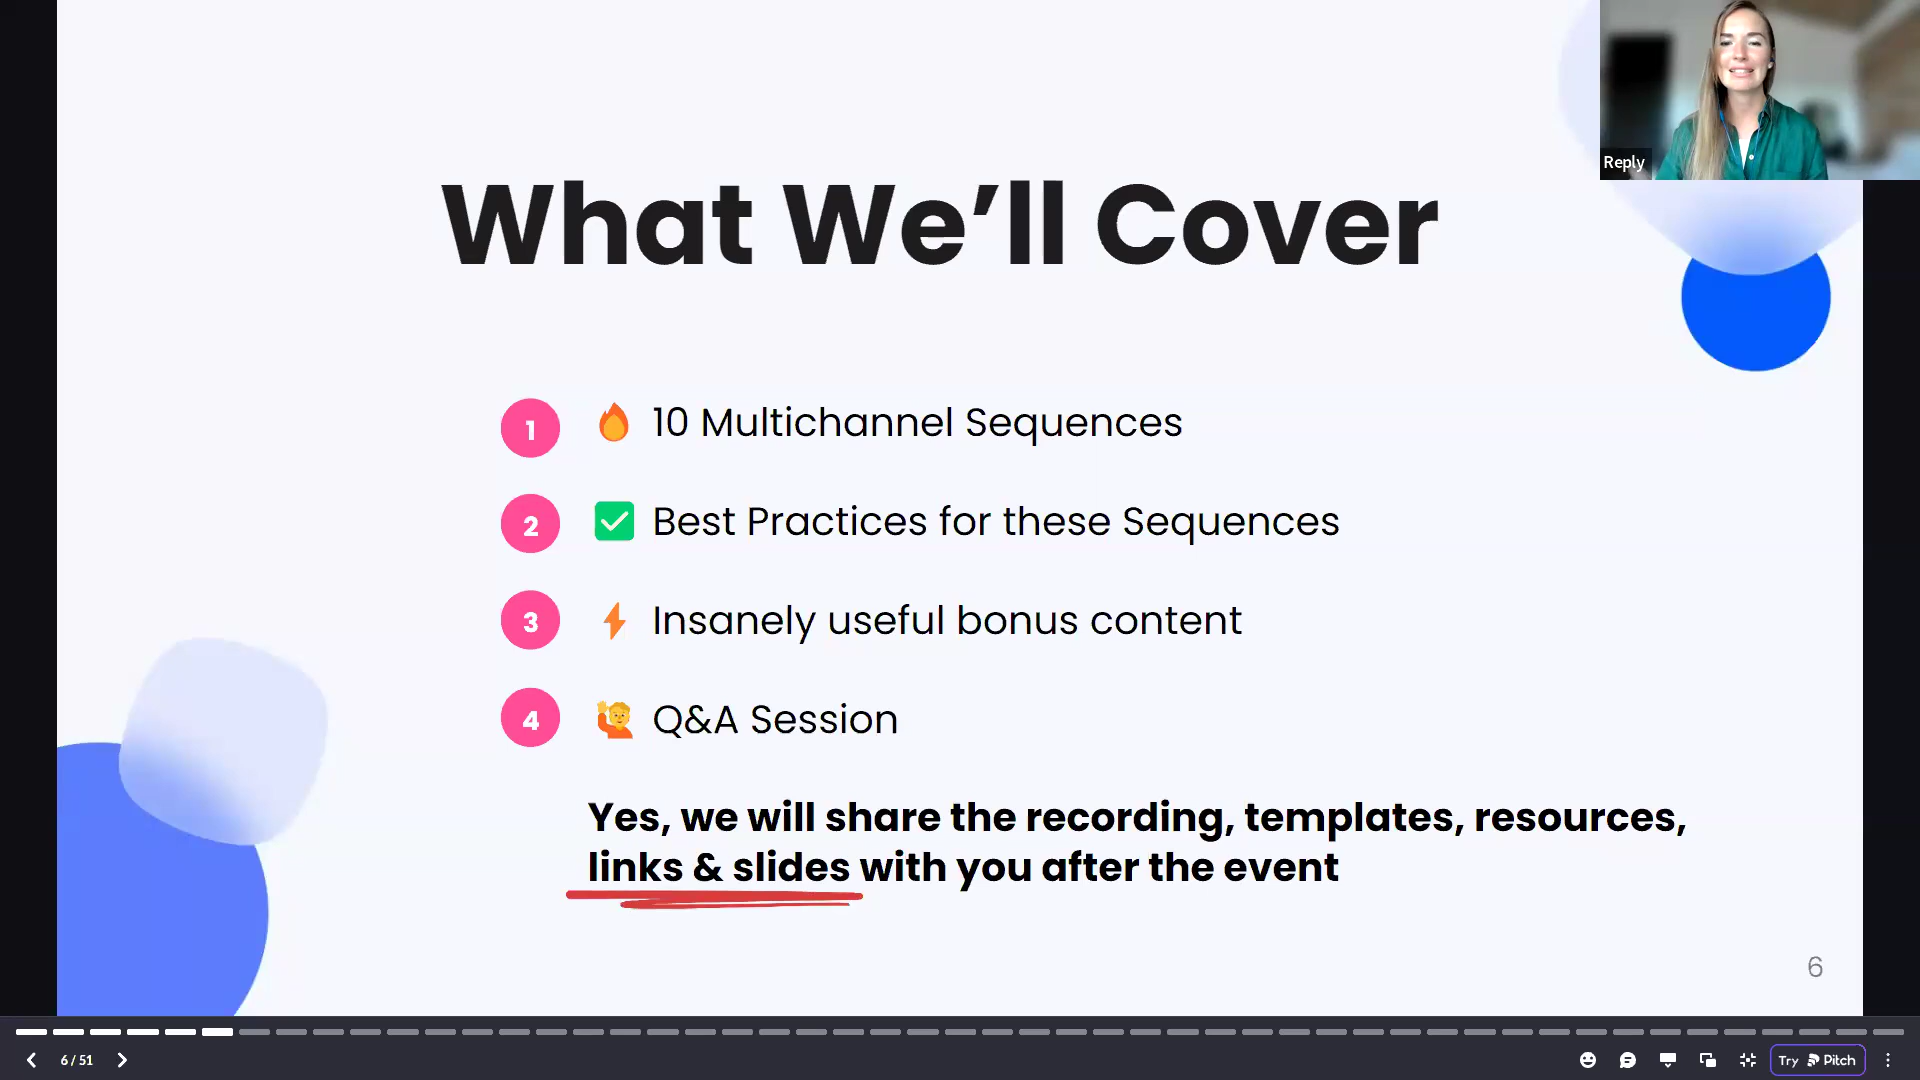 Reply
What We’ll Cover
1 10 Multichannel Sequences
2 Best Practices for these Sequences
3 Insanely useful bonus content
4 Q&A Session
Yes, we will share the recording, templates, resources,
links & slides with you after the event
6
6 / 51
Try Pitch